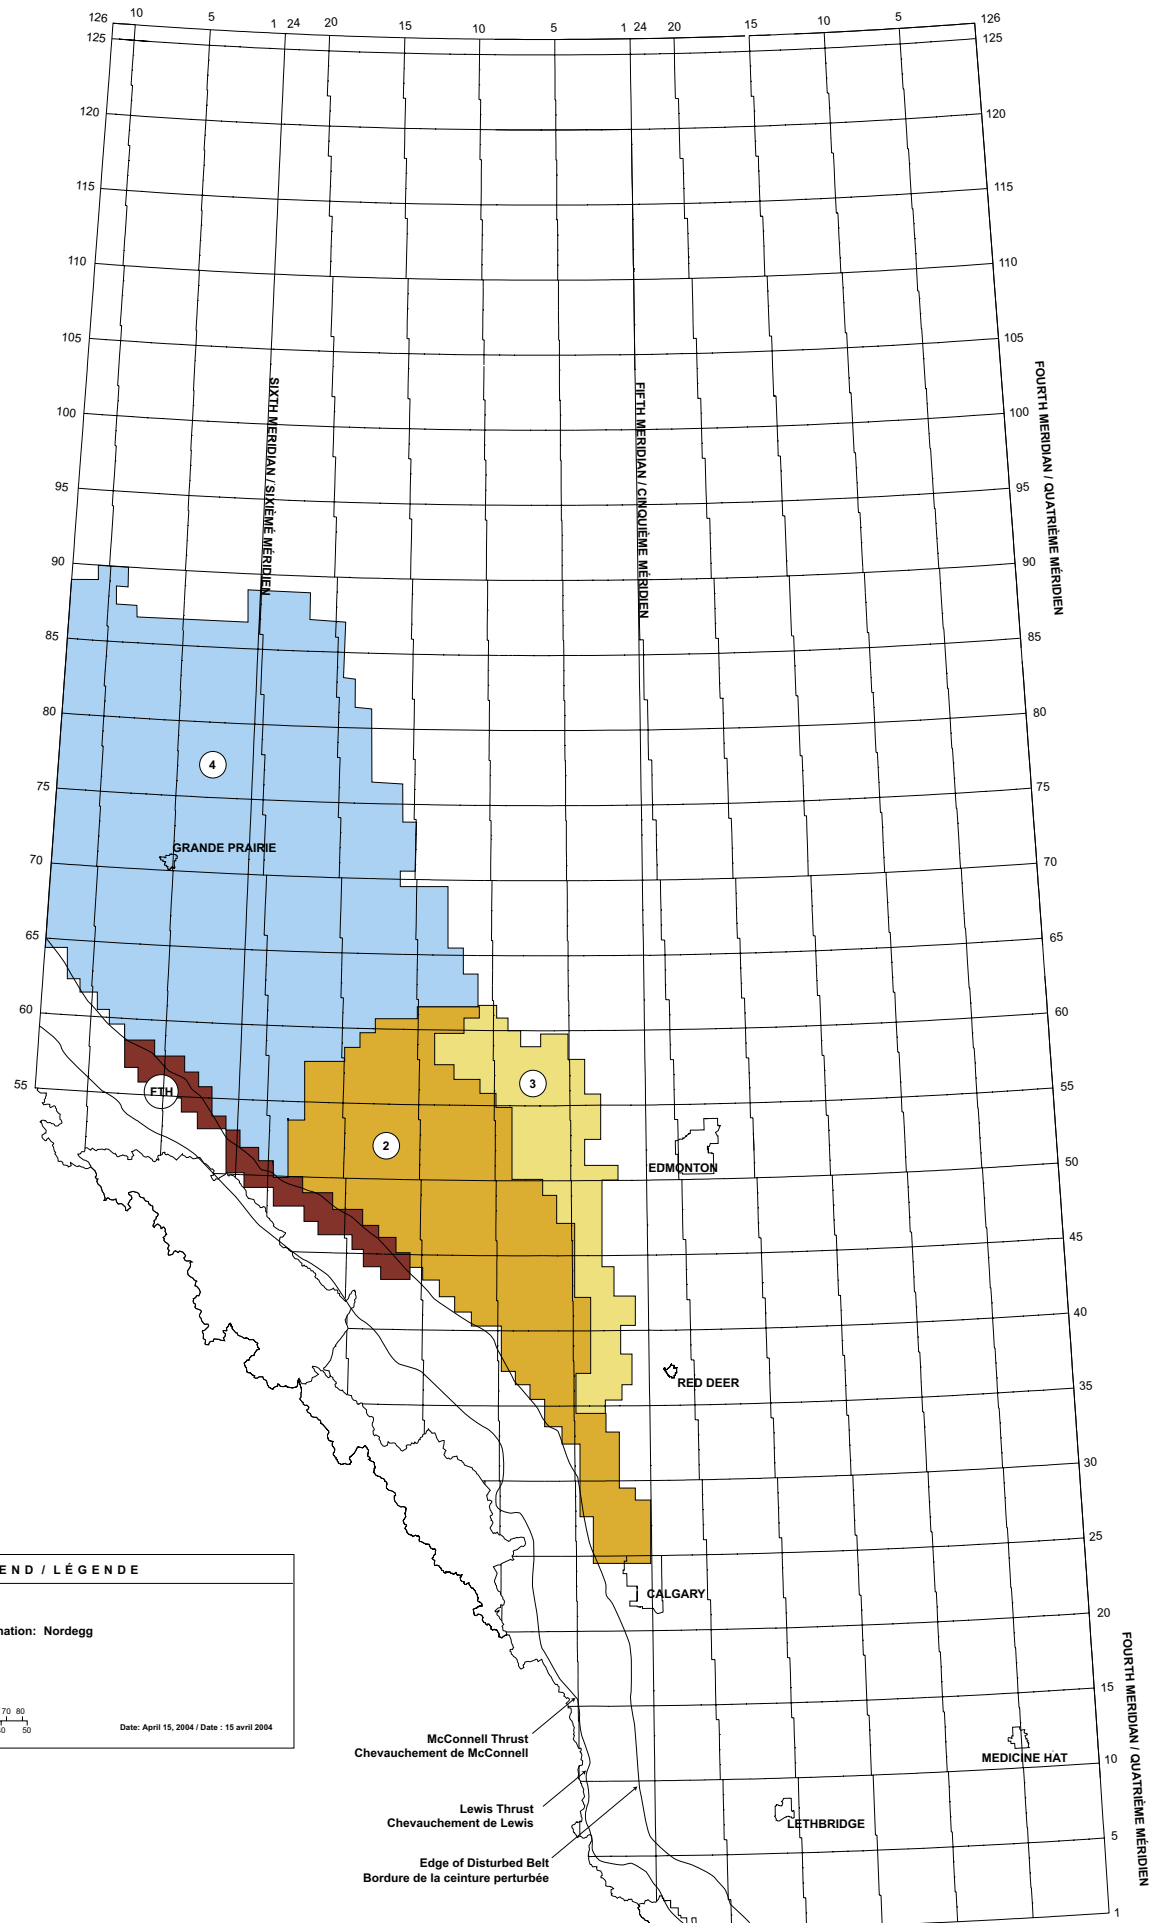 126 10 5 1 24 20 15 10 5 1 24 20 15 10 5 126
125 125
120 120
115 115
110 110
105 105
100 100
95 95
90 90
85 85
80 80
75 75
70 70
65 65
60 60
55 55
50
45
40
35
30
25
20
15
10
5
1
SIXTH MERIDIAN / SIXIÈMÉ MÉRIDIEN
FIFTH MERIDIAN / CINQUIÈME MÉRIDIEN
FOURTH MERIDIAN / QUATRIÈME MÉRIDIEN
4
GRANDE PRAIRIE
FTH
3
2
EDMONTON
RED DEER
CALGARY
END / LÉGENDE
nation: Nordegg
70 80
50
Date: April 15, 2004 / Date : 15 avril 2004
McConnell Thrust
Chevauchement de McConnell
Lewis Thrust
Chevauchement de Lewis
Edge of Disturbed Belt
Bordure de la ceinture perturbée
MEDICINE HAT
LETHBRIDGE
FOURTH MERIDIAN / QUATRIÈME MÉRIDIEN